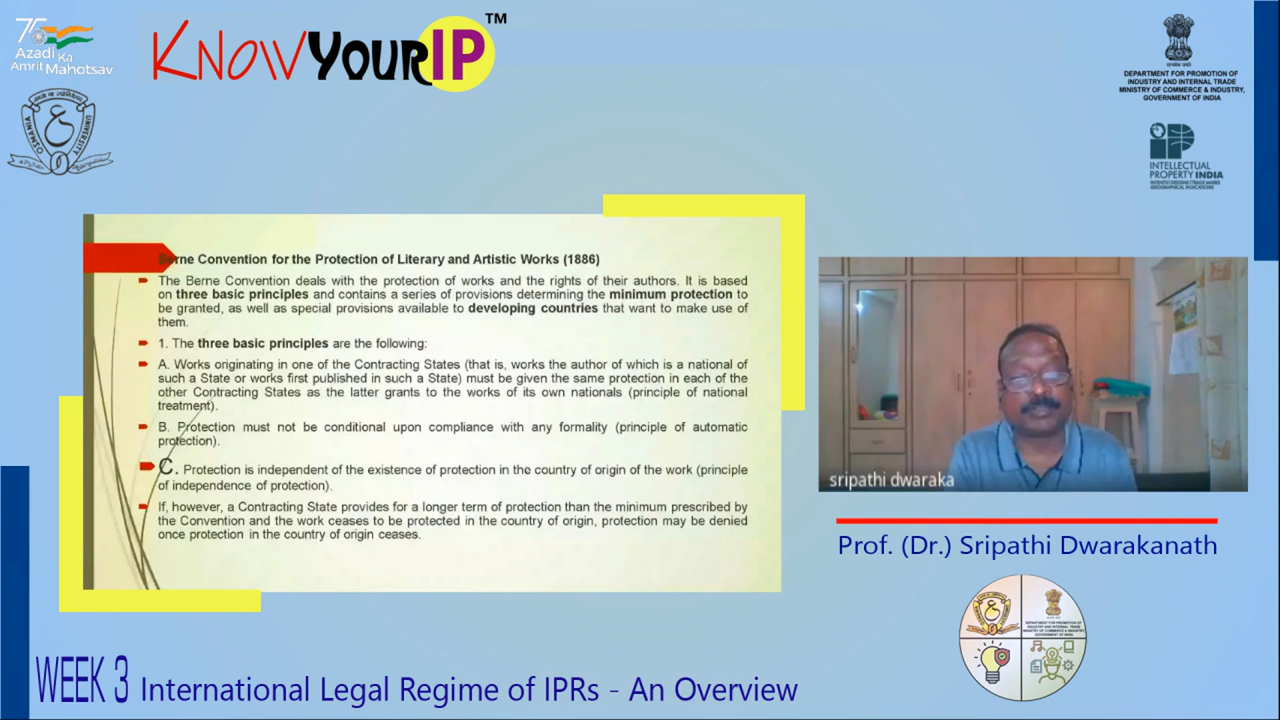 75
Azadi Ka
Amrit Mahotsav
KNOWYOURIP™
OSMANIA UNIVERSITY
DEPARTMENT FOR PROMOTION OF
INDUSTRY AND INTERNAL TRADE
MINISTRY OF COMMERCE & INDUSTRY,
GOVERNMENT OF INDIA
iP
INTELLECTUAL
PROPERTY INDIA
Berne Convention for the Protection of Literary and Artistic Works (1886)
The Berne Convention deals with the protection of works and the rights of their authors. It is based
on three basic principles and contains a series of provisions determining the minimum protection to
be granted, as well as special provisions available to developing countries that want to make use of
them.
1. The three basic principles are the following:
A. Works originating in one of the Contracting States (that is, works the author of which is a national of
such a State or works first published in such a State) must be given the same protection in each of the
other Contracting States as the latter grants to the works of its own nationals (principle of national
treatment).
B. Protection must not be conditional upon compliance with any formality (principle of automatic
protection).
C. Protection is independent of the existence of protection in the country of origin of the work (principle
of independence of protection).
If, however, a Contracting State provides for a longer term of protection than the minimum prescribed by
the Convention and the work ceases to be protected in the country of origin, protection may be denied
once protection in the country of origin ceases.
sripathi dwaraka
Prof. (Dr.) Sripathi Dwarakanath
WEEK 3 International Legal Regime of IPRs - An Overview